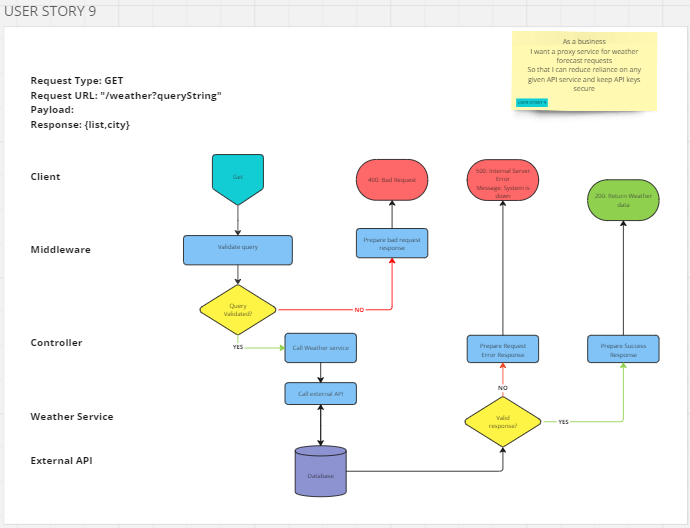 USER STORY 9
As a business
I want a proxy service for weather
forecast requests
So that I can reduce reliance on any
given API service and keep API keys
secure
USER STORY 9
Request Type: GET
Request URL: "/weather?queryString"
Payload:
Response: {list,city}
Client
Get
400: Bad Request
500: Internal Server
Error
Message: System is
down
200: Return Weather
data
Middleware
Validate query
Prepare bad request
response
Query
Validated?
NO
YES
Controller
Call Weather service
Prepare Request
Error Response
Prepare Success
Response
Call external API
NO
Weather Service
Valid
response?
YES
External API
Database